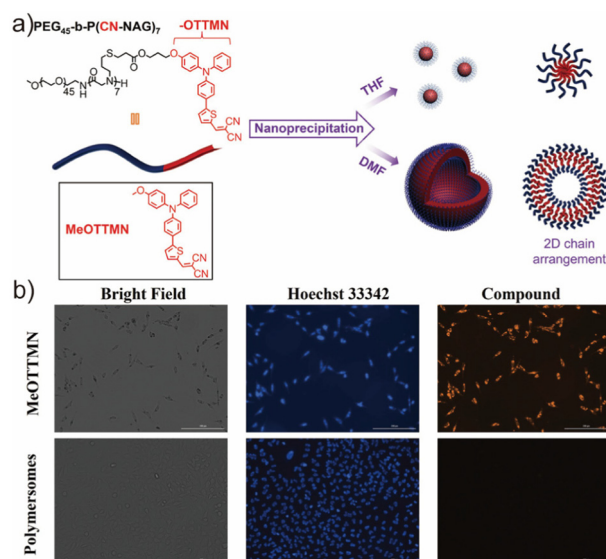 a)
PEG45-b-P(CN-NAG)7
-OTTMN
O
S
O
O
N
O
O
45
N
H
N
H
7
S
CN
CN
MeOTTMN
O
N
S
CN
CN
Nanoprecipitation
THF
DMF
2D chain
arrangement
b)
Bright Field
Hoechst 33342
Compound
MeOTTMN
Polymersomes